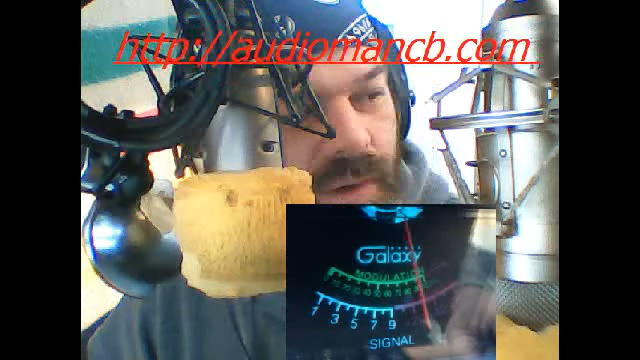 http://audiomancb.com
Galaxy
MODULATION
1 3 5 7 9
SIGNAL